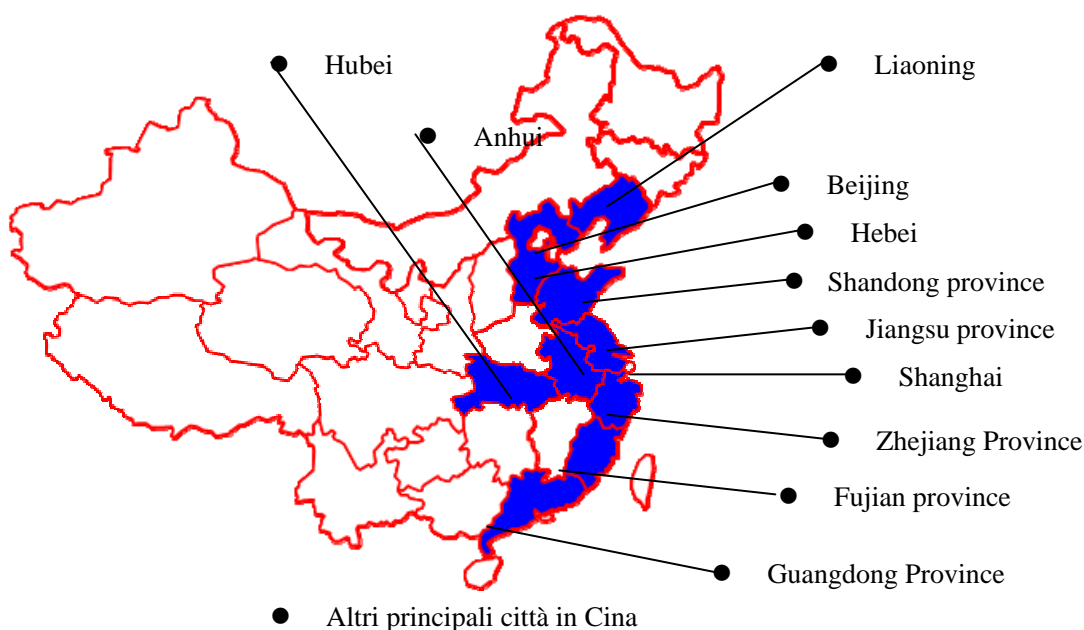 Hubei
Liaoning
Anhui
Beijing
Hebei
Shandong province
Jiangsu province
Shanghai
Zhejiang Province
Fujian province
Guangdong Province
Altri principali città in Cina